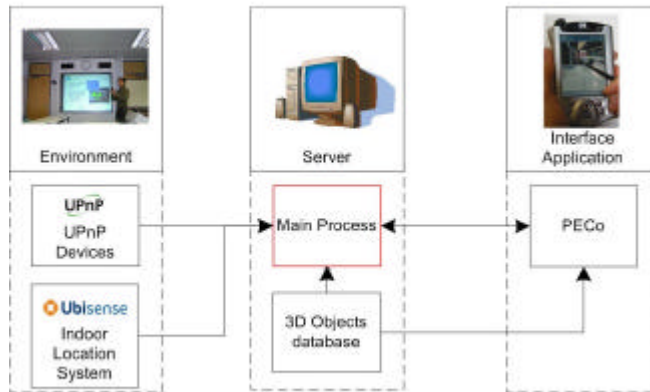 Environment
Server
Interface
Application
UPnP
UPnP
Devices
Main Process
PECo
Ubisense
Indoor
Location
System
3D Objects
database